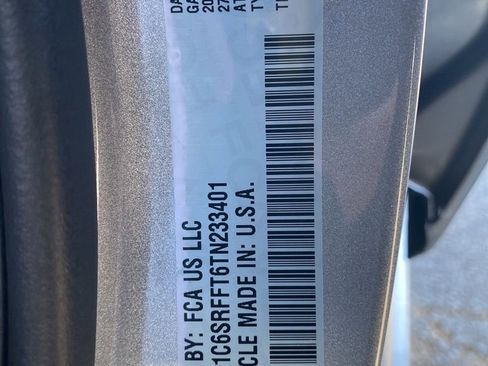 BY: FCA US LLC
1C6SRFFT6TN233401
CLE MADE IN: U.S.A.